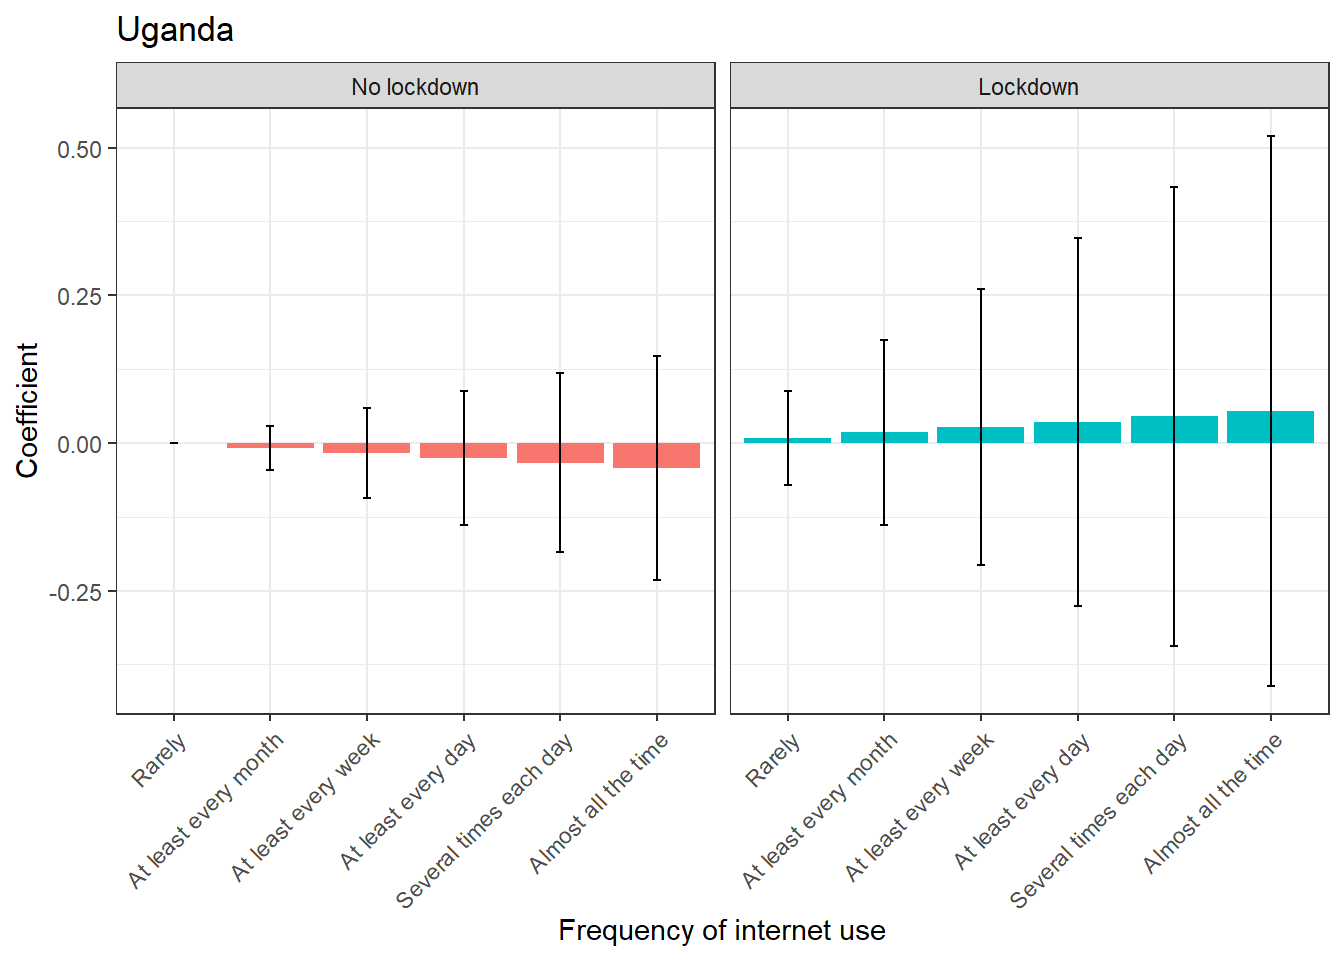 Uganda
No lockdown
Lockdown
Coefficient
0.50
0.25
0.00
-0.25
Rarely
At least every month
At least every week
At least every day
Several times each day
Almost all the time
Rarely
At least every month
At least every week
At least every day
Several times each day
Almost all the time
Frequency of internet use